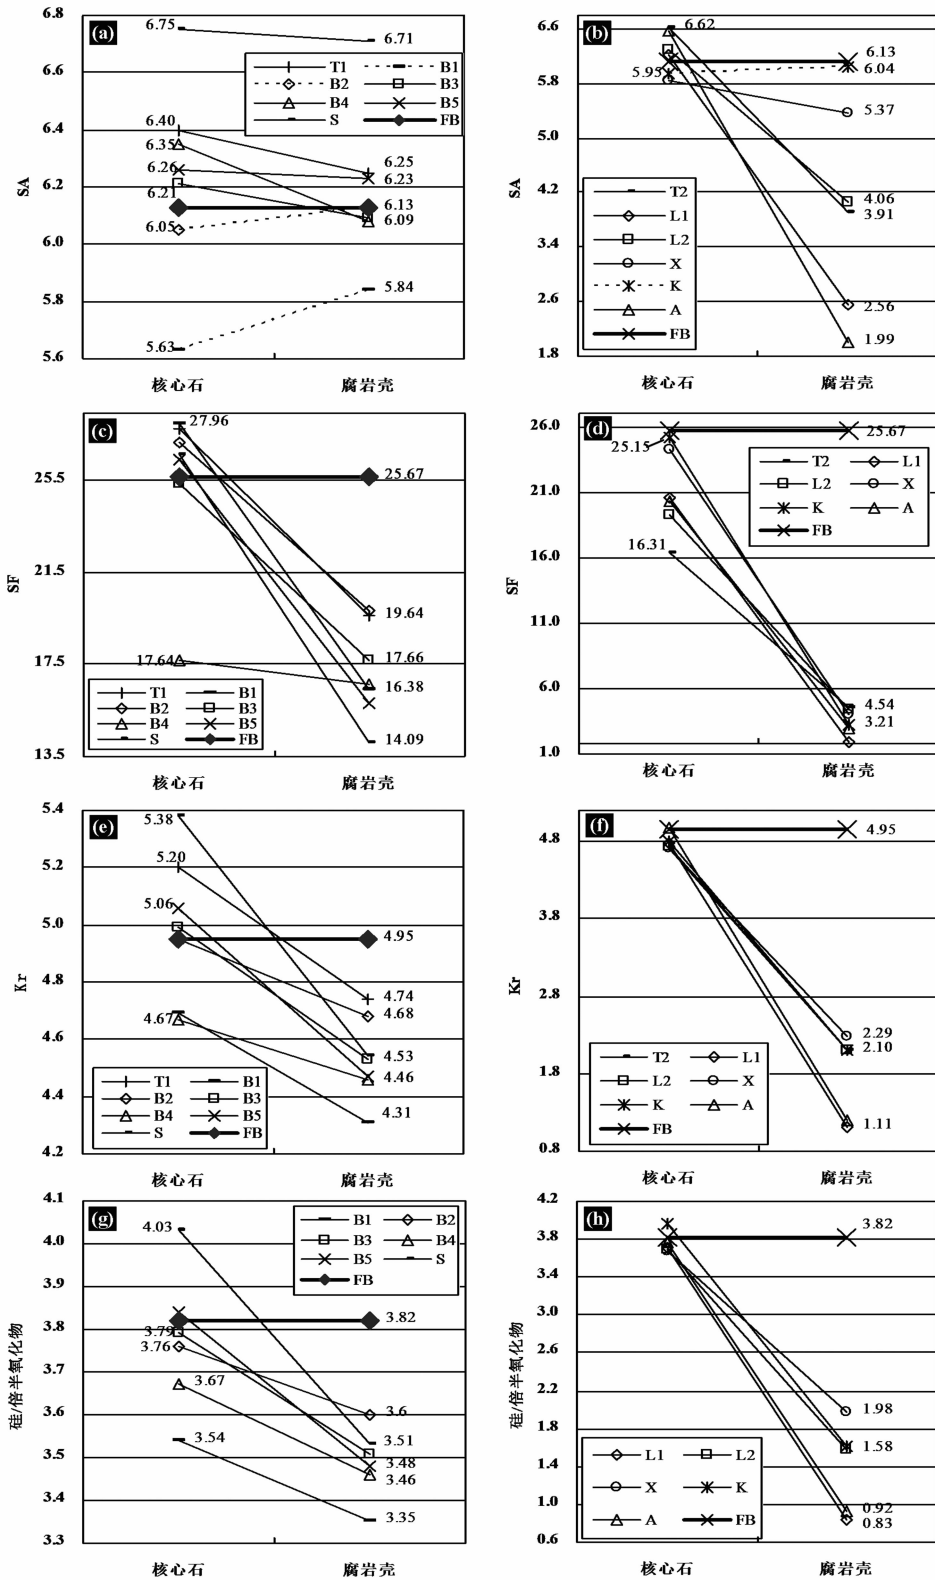 (a)
SA
6.8
6.6
6.4
6.2
6.0
5.8
5.6
6.75
6.71
T1 B1
B2 B3
B4 B5
S FB
6.40
6.35
6.26
6.21
6.05
5.63
6.25
6.23
6.13
6.09
5.84
核心石 腐岩壳
(b)
SA
6.6
5.8
5.0
4.2
3.4
2.6
1.8
6.62
5.95
6.13
6.04
5.37
4.06
3.91
2.56
1.99
T2
L1
L2
X
K
A
FB
核心石 腐岩壳
(c)
SF
25.5
21.5
17.5
13.5
27.96
25.67
19.64
17.64
17.66
16.38
14.09
T1 B1
B2 B3
B4 B5
S FB
核心石 腐岩壳
(d)
SF
26.0
21.0
16.0
11.0
6.0
1.0
25.15
25.67
16.31
4.54
3.21
T2 L1
L2 X
K A
FB
核心石 腐岩壳
(e)
Kr
5.4
5.2
5.0
4.8
4.6
4.4
4.2
5.38
5.20
5.06
4.67
4.95
4.74
4.68
4.53
4.46
4.31
T1 B1
B2 B3
B4 B5
S FB
核心石 腐岩壳
(f)
Kr
4.8
3.8
2.8
1.8
0.8
4.95
2.29
2.10
1.11
T2 L1
L2 X
K A
FB
核心石 腐岩壳
(g)
硅/倍半氧化物
4.1
4.0
3.9
3.8
3.7
3.6
3.5
3.4
3.3
4.03
3.79
3.76
3.67
3.54
3.82
3.6
3.51
3.48
3.46
3.35
B1 B2
B3 B4
B5 S
FB
核心石 腐岩壳
(h)
硅/倍半氧化物
4.2
3.8
3.4
3.0
2.6
2.2
1.8
1.4
1.0
0.6
3.82
1.98
1.58
0.92
0.83
L1 L2
X K
A FB
核心石 腐岩壳